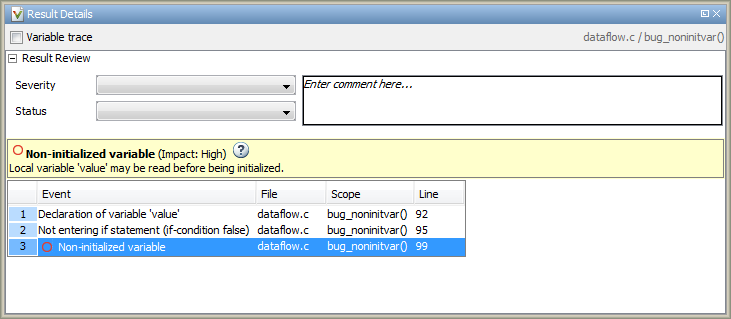 Result Details
Variable trace
dataflow.c / bug_noninitvar()
Result Review
Severity
Enter comment here...
Status
Non-initialized variable (Impact: High) ?
Local variable 'value' may be read before being initialized.
Event File Scope Line
1 Declaration of variable 'value' dataflow.c bug_noninitvar() 92
2 Not entering if statement (if-condition false) dataflow.c bug_noninitvar() 95
3 Non-initialized variable dataflow.c bug_noninitvar() 99